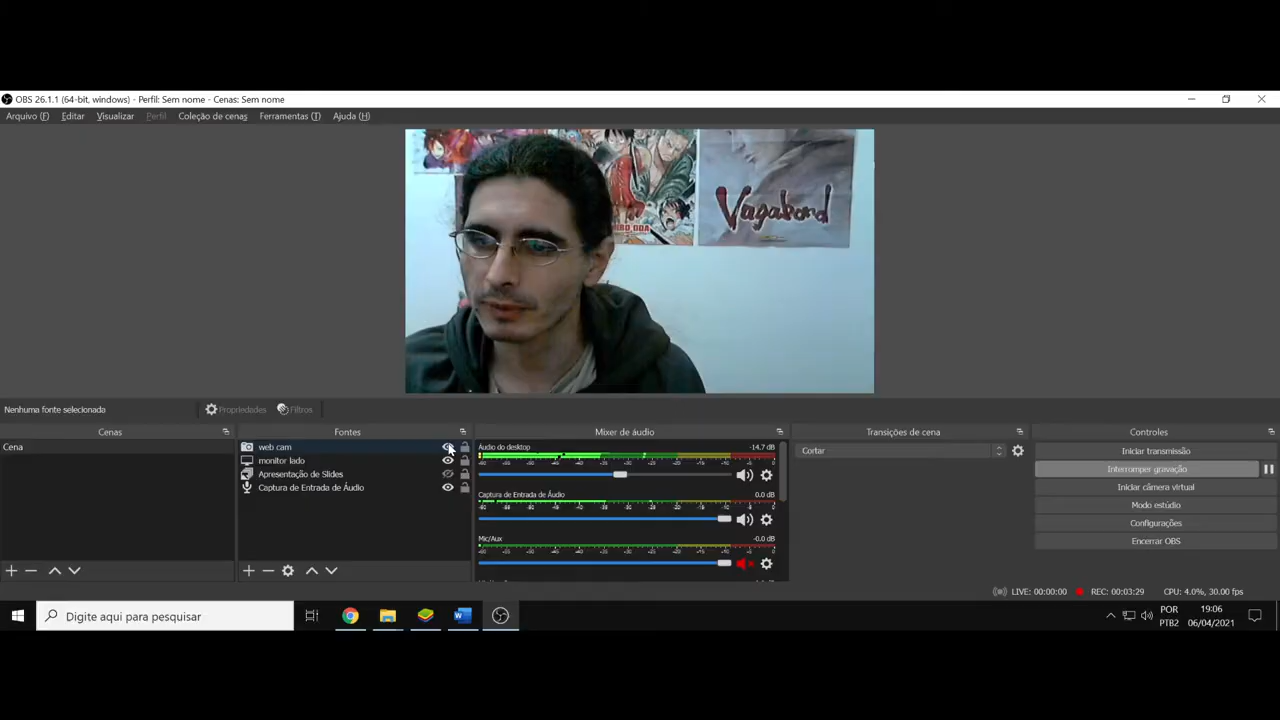 OBS 26.1.1 (64-bit, windows) - Perfil: Sem nome - Cenas: Sem nome
Arquivo (F) Editar Visualizar Perfil Coleção de cenas Ferramentas (T) Ajuda (H)
Vagabond
Nenhuma fonte selecionada Propriedades Filtros
Cenas Fontes Mixer de áudio Transições de cena Controles
Cena
web cam
monitor lado
Apresentação de Slides
Captura de Entrada de Áudio
Áudio do desktop -14.7 dB
Captura de Entrada de Áudio 0.0 dB
Mic/Aux -0.0 dB
Cortar
Iniciar transmissão
Interromper gravação
Iniciar câmera virtual
Modo estúdio
Configurações
Encerrar OBS
LIVE: 00:00:00 REC: 00:03:29 CPU: 4.0%, 30.00 fps
Digite aqui para pesquisar
POR
PTB2
19:06
06/04/2021